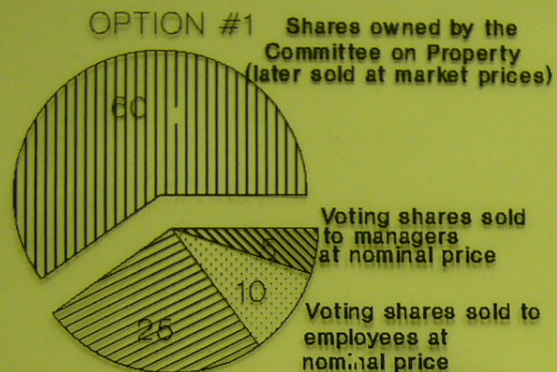 OPTION #1
Shares owned by the
Committee on Property
(later sold at market prices)
60
Voting shares sold
to managers
at nominal price
5
10
Voting shares sold to
employees at
nominal price
25